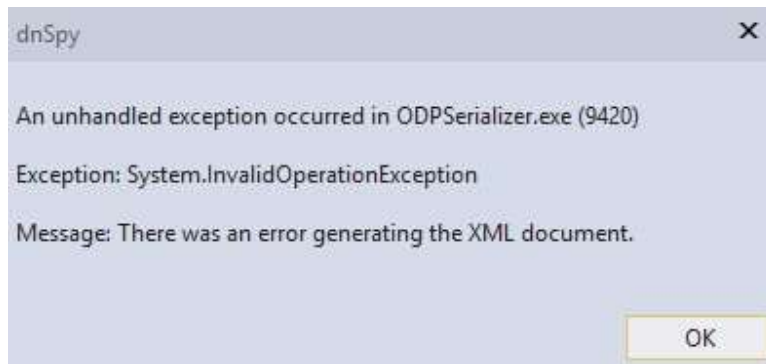 dnSpy
An unhandled exception occurred in ODPSerializer.exe (9420)
Exception: System.InvalidOperationException
Message: There was an error generating the XML document.
OK